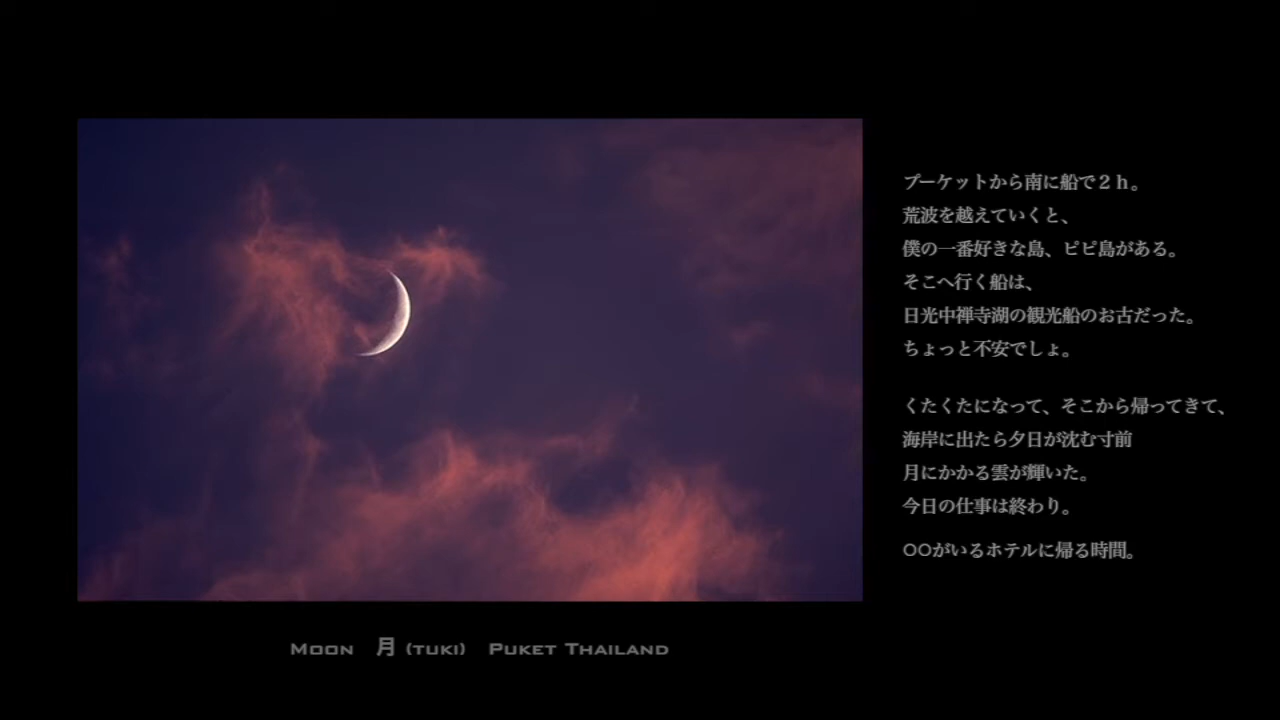 プーケットから南に船で２ｈ。
荒波を越えていくと、
僕の一番好きな島、ピピ島がある。
そこへ行く船は、
日光中禅寺湖の観光船のお古だった。
ちょっと不安でしょ。
くたくたになって、そこから帰ってきて、
海岸に出たら夕日が沈む寸前
月にかかる雲が輝いた。
今日の仕事は終わり。
○○がいるホテルに帰る時間。
Moon 月 (tuki) Puket Thailand